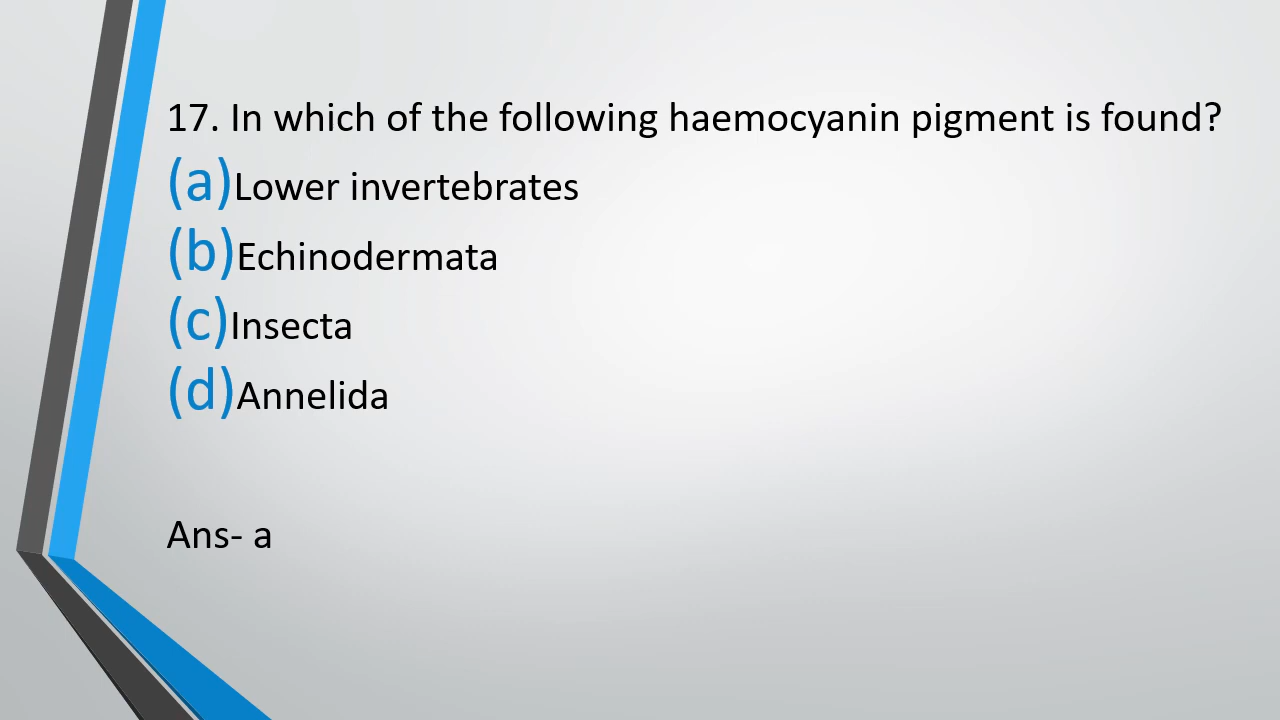 17. In which of the following haemocyanin pigment is found?
(a)Lower invertebrates
(b)Echinodermata
(c)Insecta
(d)Annelida
Ans- a